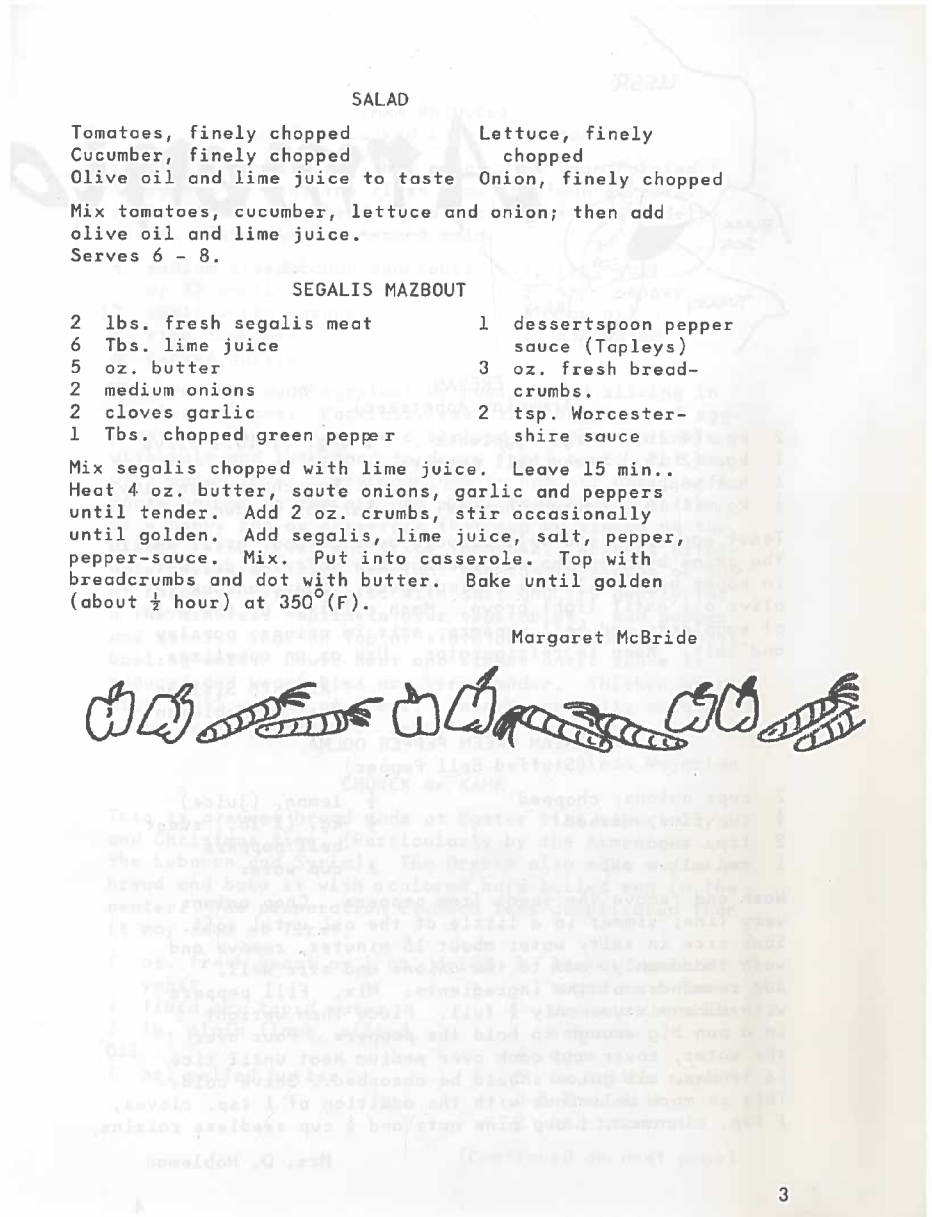 SALAD
Tomatoes, finely chopped
Cucumber, finely chopped
Olive oil and lime juice to taste
Lettuce, finely
chopped
Onion, finely chopped
Mix tomatoes, cucumber, lettuce and onion; then add
olive oil and lime juice.
Serves 6 - 8.
SEGALIS MAZBOUT
2 lbs. fresh segalis meat
6 Tbs. lime juice
5 oz. butter
2 medium onions
2 cloves garlic
1 Tbs. chopped green pepper
1 dessertspoon pepper
sauce (Tapleys)
3 oz. fresh bread-
crumbs.
2 tsp. Worcester-
shire sauce
Mix segalis chopped with lime juice. Leave 15 min..
Heat 4 oz. butter, saute onions, garlic and peppers
until tender. Add 2 oz. crumbs, stir occasionally
until golden. Add segalis, lime juice, salt, pepper,
pepper-sauce. Mix. Put into casserole. Top with
breadcrumbs and dot with butter. Bake until golden
(about ½ hour) at 350°(F).
Margaret McBride
3